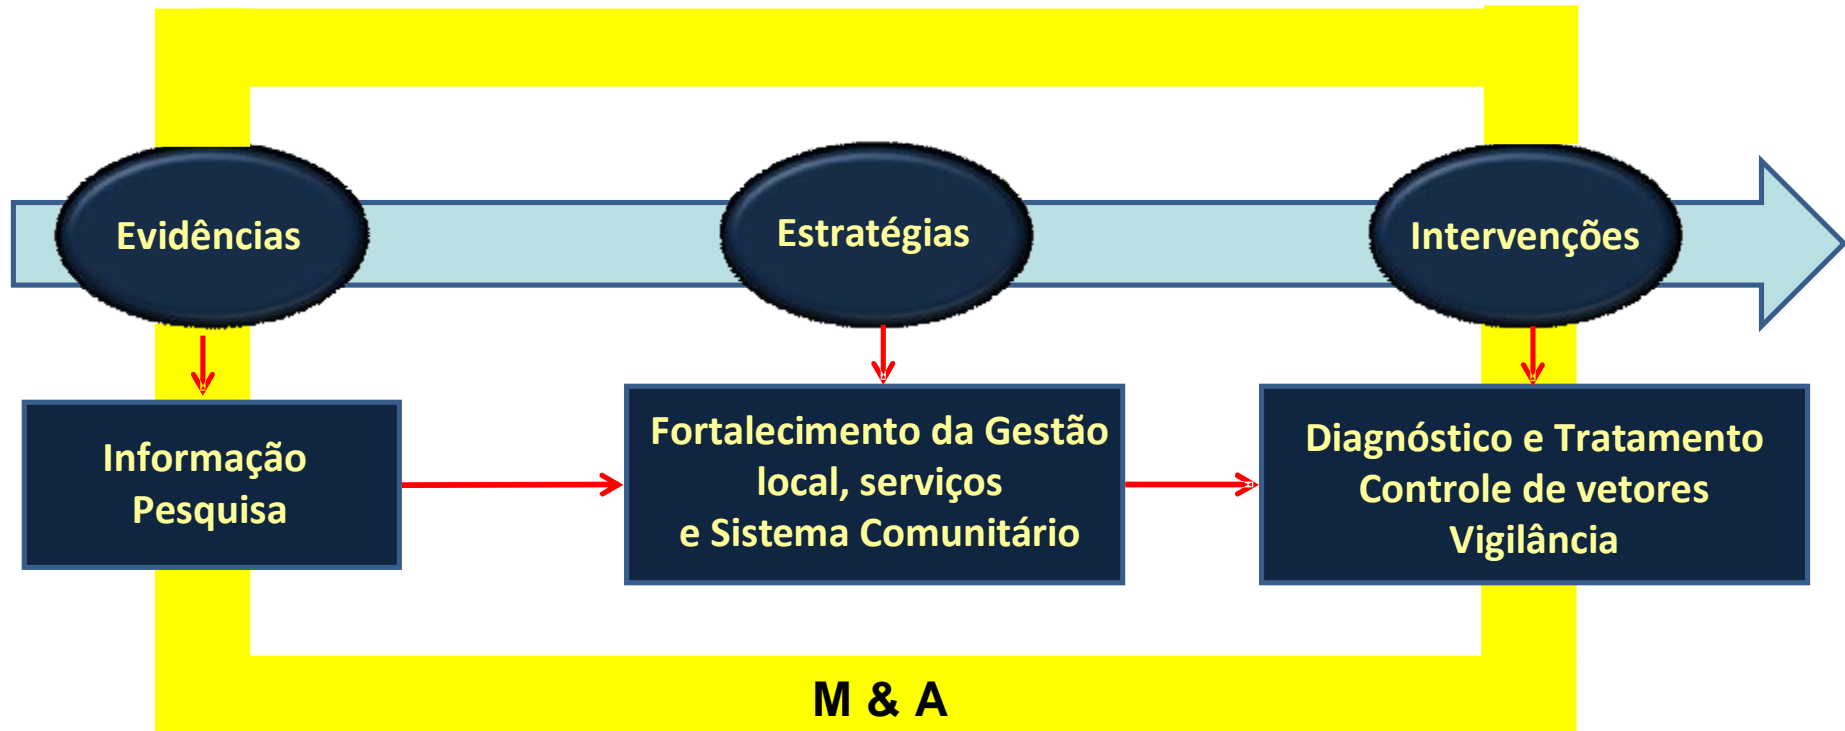 Evidências
Estratégias
Intervenções
Informação
Pesquisa
Fortalecimento da Gestão
local, serviços
e Sistema Comunitário
Diagnóstico e Tratamento
Controle de vetores
Vigilância
M & A